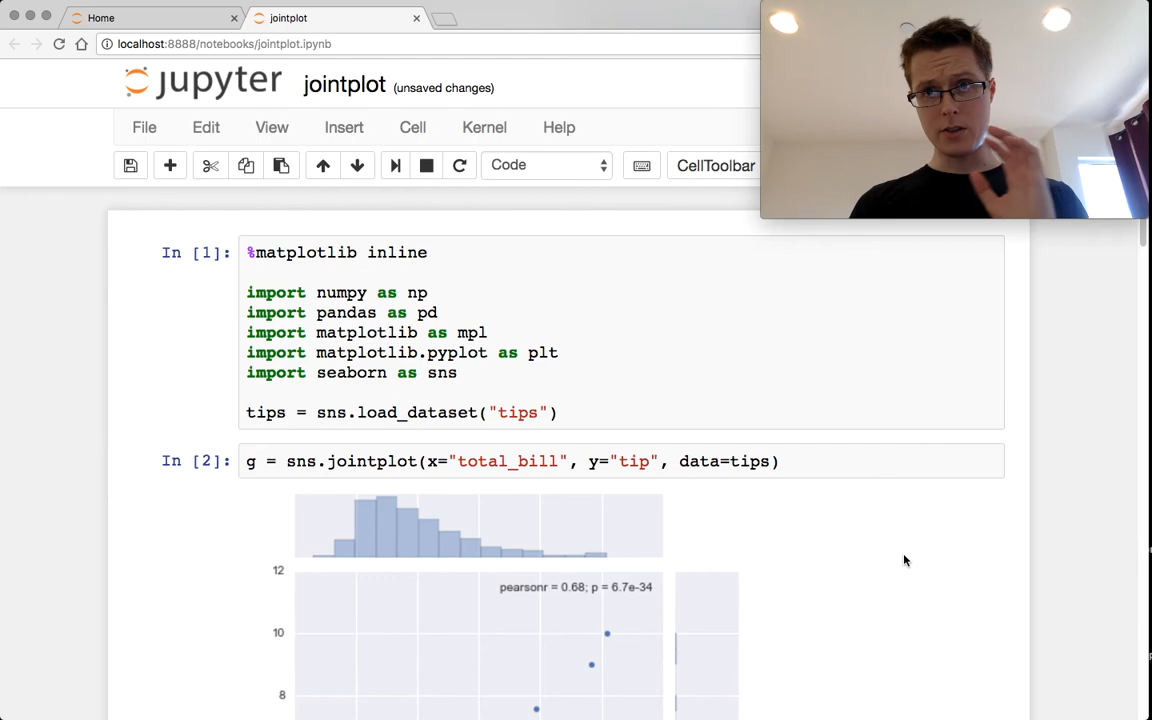 Home
jointplot
localhost:8888/notebooks/jointplot.ipynb
jupyter jointplot (unsaved changes)
File Edit View Insert Cell Kernel Help
Code CellToolbar
In [1]: %matplotlib inline
import numpy as np
import pandas as pd
import matplotlib as mpl
import matplotlib.pyplot as plt
import seaborn as sns
tips = sns.load_dataset("tips")
In [2]: g = sns.jointplot(x="total_bill", y="tip", data=tips)
12
pearsonr = 0.68; p = 6.7e-34
10
8